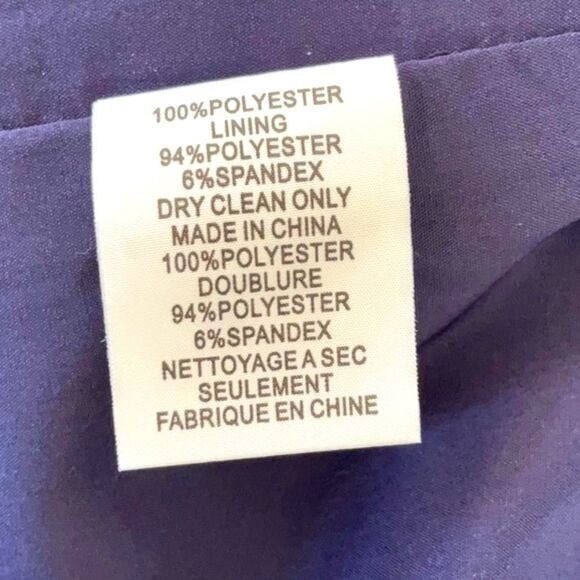 100%POLYESTER
LINING
94%POLYESTER
6%SPANDEX
DRY CLEAN ONLY
MADE IN CHINA
100%POLYESTER
DOUBLURE
94%POLYESTER
6%SPANDEX
NETTOYAGE A SEC
SEULEMENT
FABRIQUE EN CHINE